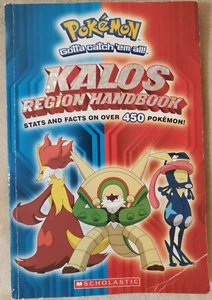 POKéMON
Gotta catch 'em all!
KALOS
REGION HANDBOOK
STATS AND FACTS ON OVER 450 POKéMON!
SCHOLASTIC